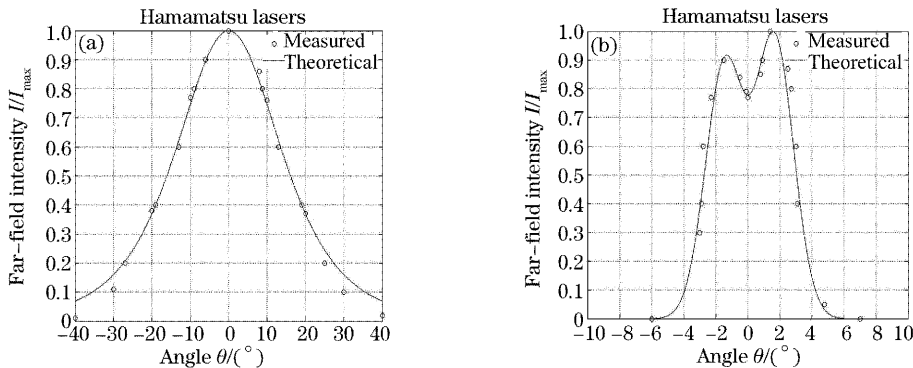 Hamamatsu lasers
(a)
Measured
Theoretical
Far-field intensity I/Imax
1.0
0.9
0.8
0.7
0.6
0.5
0.4
0.3
0.2
0.1
0
−40 −30 −20 −10 0 10 20 30 40
Angle θ/(°)
Hamamatsu lasers
(b)
Measured
Theoretical
Far-field intensity I/Imax
1.0
0.9
0.8
0.7
0.6
0.5
0.4
0.3
0.2
0.1
0
−10 −8 −6 −4 −2 0 2 4 6 8 10
Angle θ/(°)